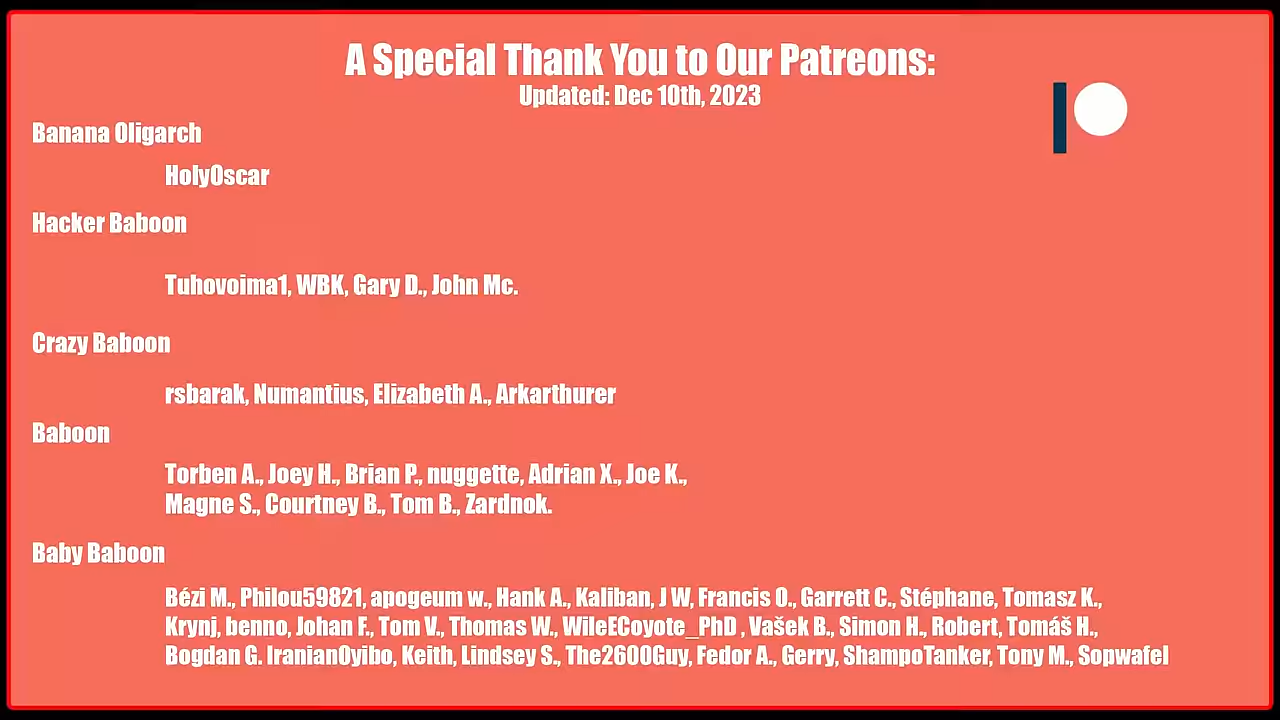 A Special Thank You to Our Patreons:
Updated: Dec 10th, 2023
Banana Oligarch
HolyOscar
Hacker Baboon
Tuhovoima1, WBK, Gary D., John Mc.
Crazy Baboon
rsbarak, Numantius, Elizabeth A., Arkarthurer
Baboon
Torben A., Joey H., Brian P., nuggette, Adrian X., Joe K.,
Magne S., Courtney B., Tom B., Zardnok.
Baby Baboon
Bézi M., Philou59821, apogeum w., Hank A., Kaliban, J W, Francis O., Garrett C., Stéphane, Tomasz K.,
Krynj, benno, Johan F., Tom V., Thomas W., WileECoyote_PhD , Vašek B., Simon H., Robert, Tomáš H.,
Bogdan G. IranianOyibo, Keith, Lindsey S., The2600Guy, Fedor A., Gerry, ShampoTanker, Tony M., Sopwafel